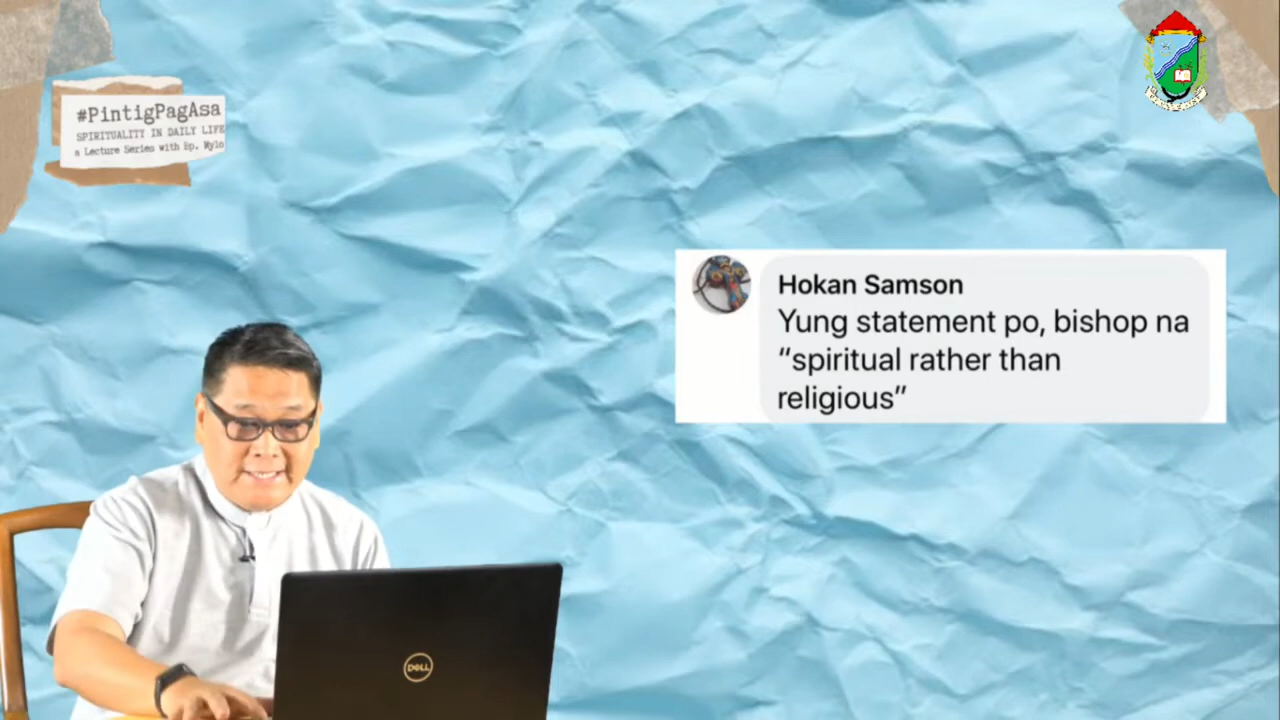 #PintigPagAsa
SPIRITUALITY IN DAILY LIFE
a Lecture Series with Bp. Mylo
Hokan Samson
Yung statement po, bishop na
“spiritual rather than
religious”
DELL